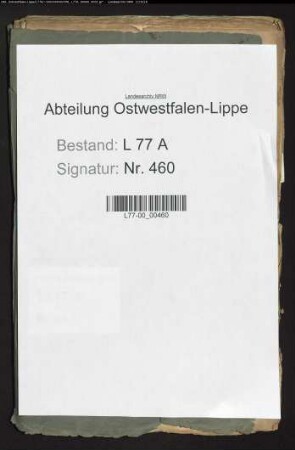 Landesarchiv NRW
Abteilung Ostwestfalen-Lippe
Bestand: L 77 A
Signatur: Nr. 460
L77-00_00460